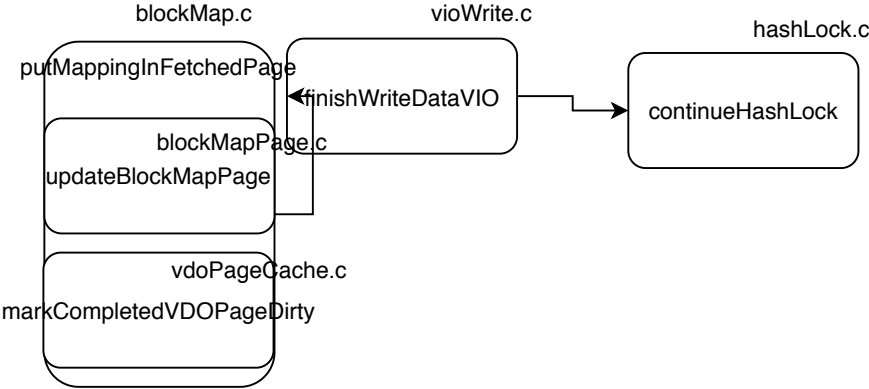 blockMap.c
vioWrite.c
hashLock.c
putMappingInFetchedPage
finishWriteDataVIO
continueHashLock
blockMapPage.c
updateBlockMapPage
vdoPageCache.c
markCompletedVDOPageDirty